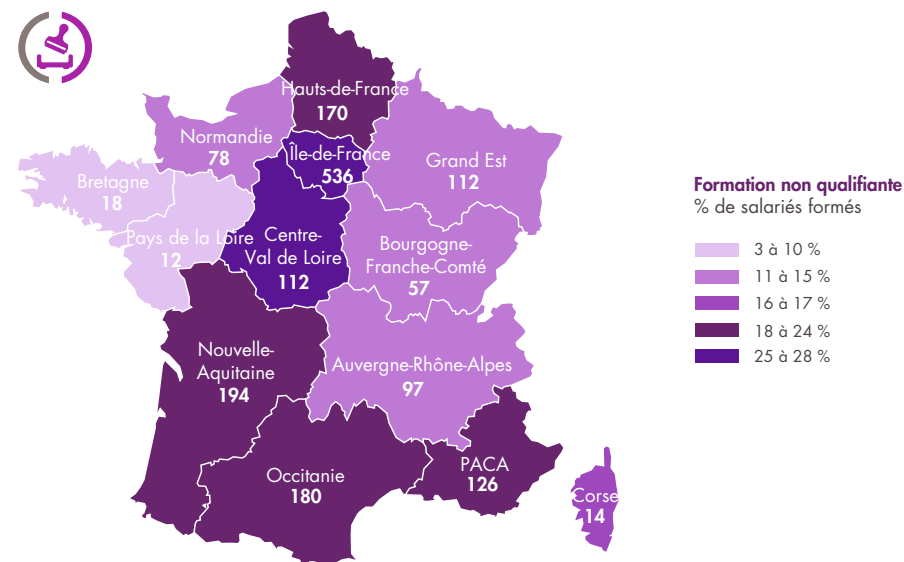 Hauts-de-France
170
Normandie
78
Île-de-France
536
Grand Est
112
Bretagne
18
Pays de la Loire
12
Centre-
Val de Loire
112
Bourgogne-
Franche-Comté
57
Nouvelle-
Aquitaine
194
Auvergne-Rhône-Alpes
97
Occitanie
180
PACA
126
Corse
14
Formation non qualifiante
% de salariés formés
3 à 10 %
11 à 15 %
16 à 17 %
18 à 24 %
25 à 28 %